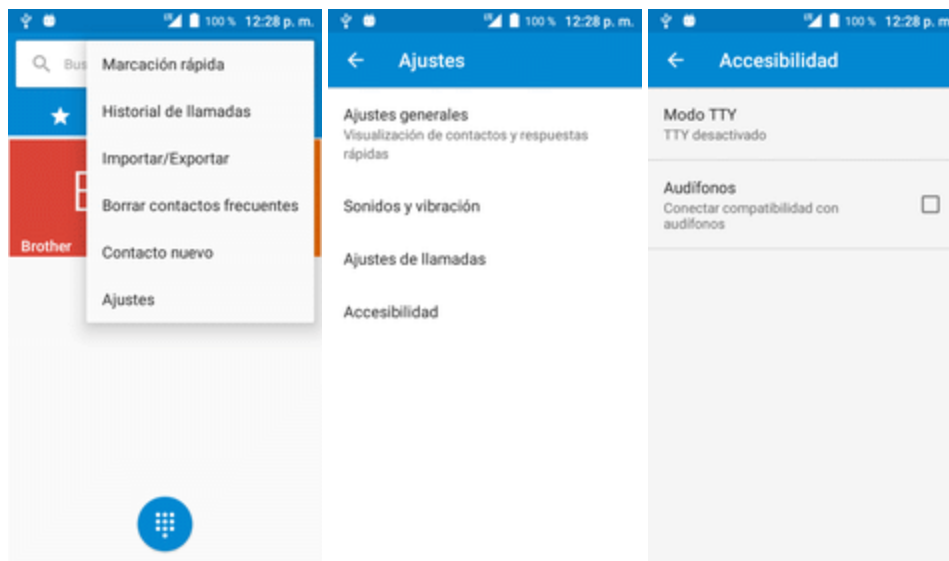 100 % 12:28 p. m.
Bus
Marcación rápida
Historial de llamadas
Importar/Exportar
Borrar contactos frecuentes
Contacto nuevo
Ajustes
Brother
100 % 12:28 p. m.
Ajustes
Ajustes generales
Visualización de contactos y respuestas
rápidas
Sonidos y vibración
Ajustes de llamadas
Accesibilidad
100 % 12:28 p. m
Accesibilidad
Modo TTY
TTY desactivado
Audífonos
Conectar compatibilidad con
audífonos